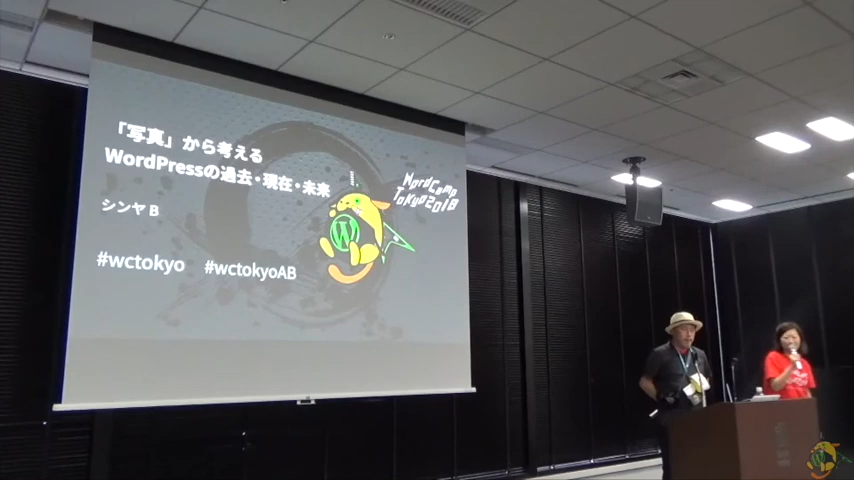 「写真」から考える
WordPressの過去・現在・未来
シンヤ B
#wctokyo #wctokyoAB
WordCamp
Tokyo2018